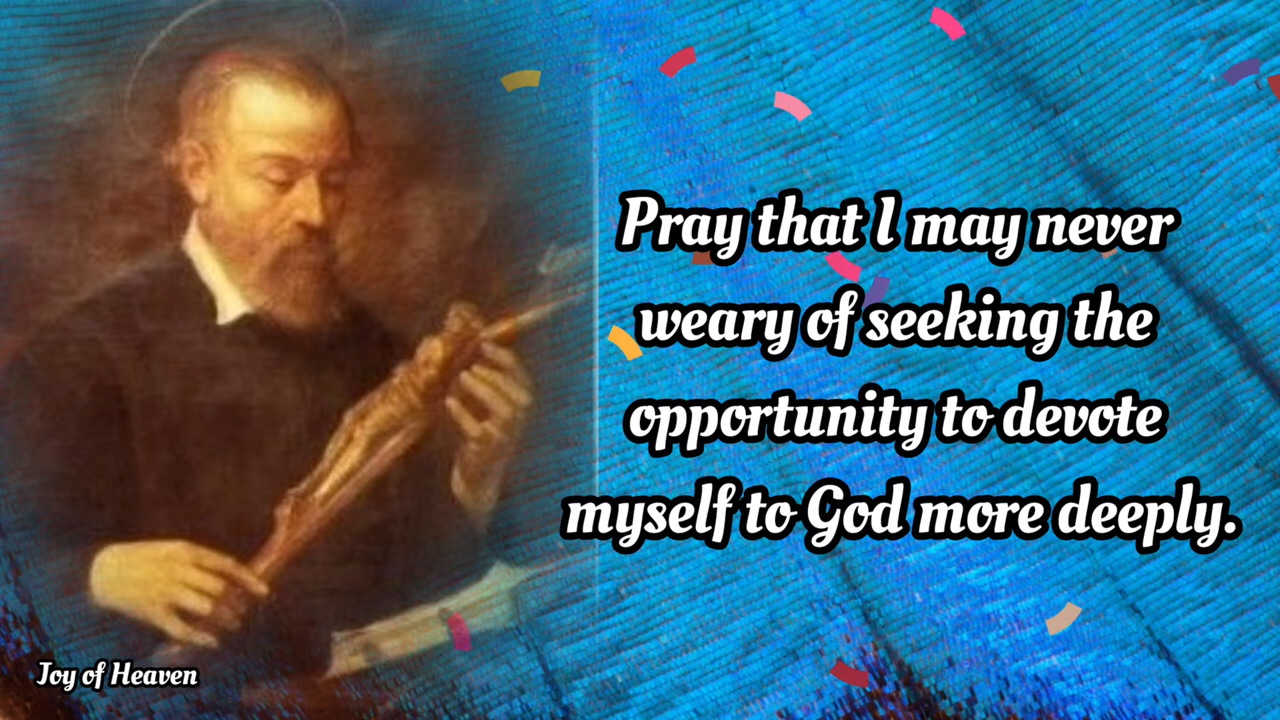 Pray that I may never
weary of seeking the
opportunity to devote
myself to God more deeply.
Joy of Heaven